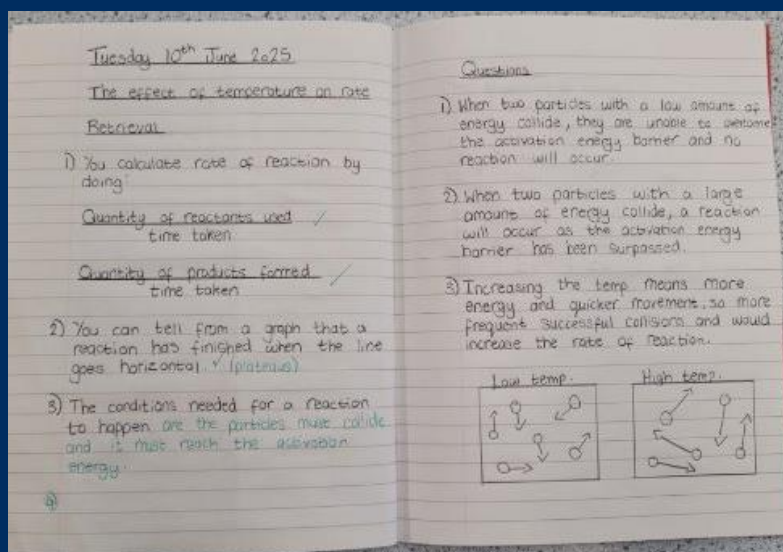 Tuesday 10th June 2025
The effect of temperature on rate
Retrieval
1) You calculate rate of reaction by
doing:
Quantity of reactants used
time taken
Quantity of products formed
time taken
2) You can tell from a graph that a
reaction has finished when the line
goes horizontal. (plateaus)
3) The conditions needed for a reaction
to happen are the particles must collide
and it must reach the activation
energy.
4)
Questions
1) When two particles with a low amount of
energy collide, they are unable to overcome
the activation energy barrier and no
reaction will occur.
2) When two particles with a large
amount of energy collide, a reaction
will occur as the activation energy
barrier has been surpassed.
3) Increasing the temp means more
energy and quicker movement, so more
frequent successful collisions and would
increase the rate of reaction.
Low temp.
High temp.